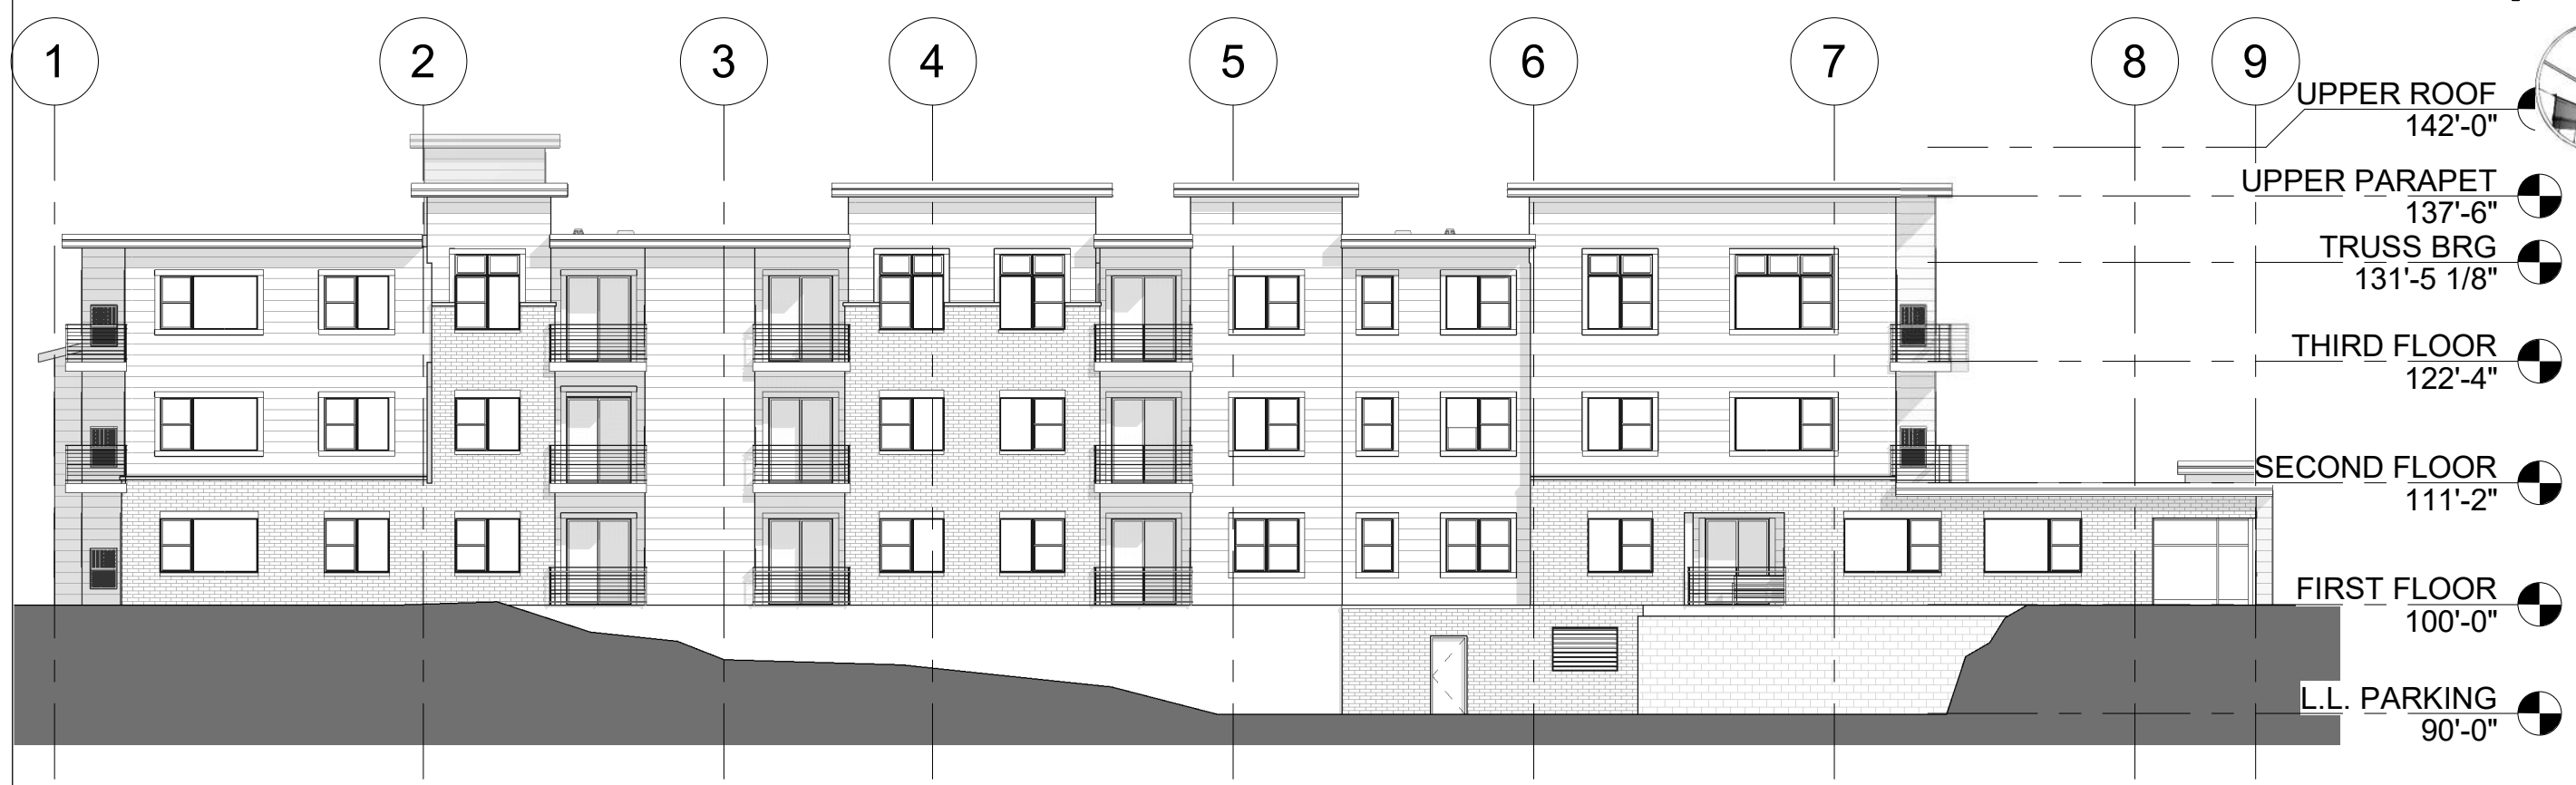 1
2
3
4
5
6
7
8
9
UPPER ROOF
142'-0"
UPPER PARAPET
137'-6"
TRUSS BRG
131'-5 1/8"
THIRD FLOOR
122'-4"
SECOND FLOOR
111'-2"
FIRST FLOOR
100'-0"
L.L. PARKING
90'-0"